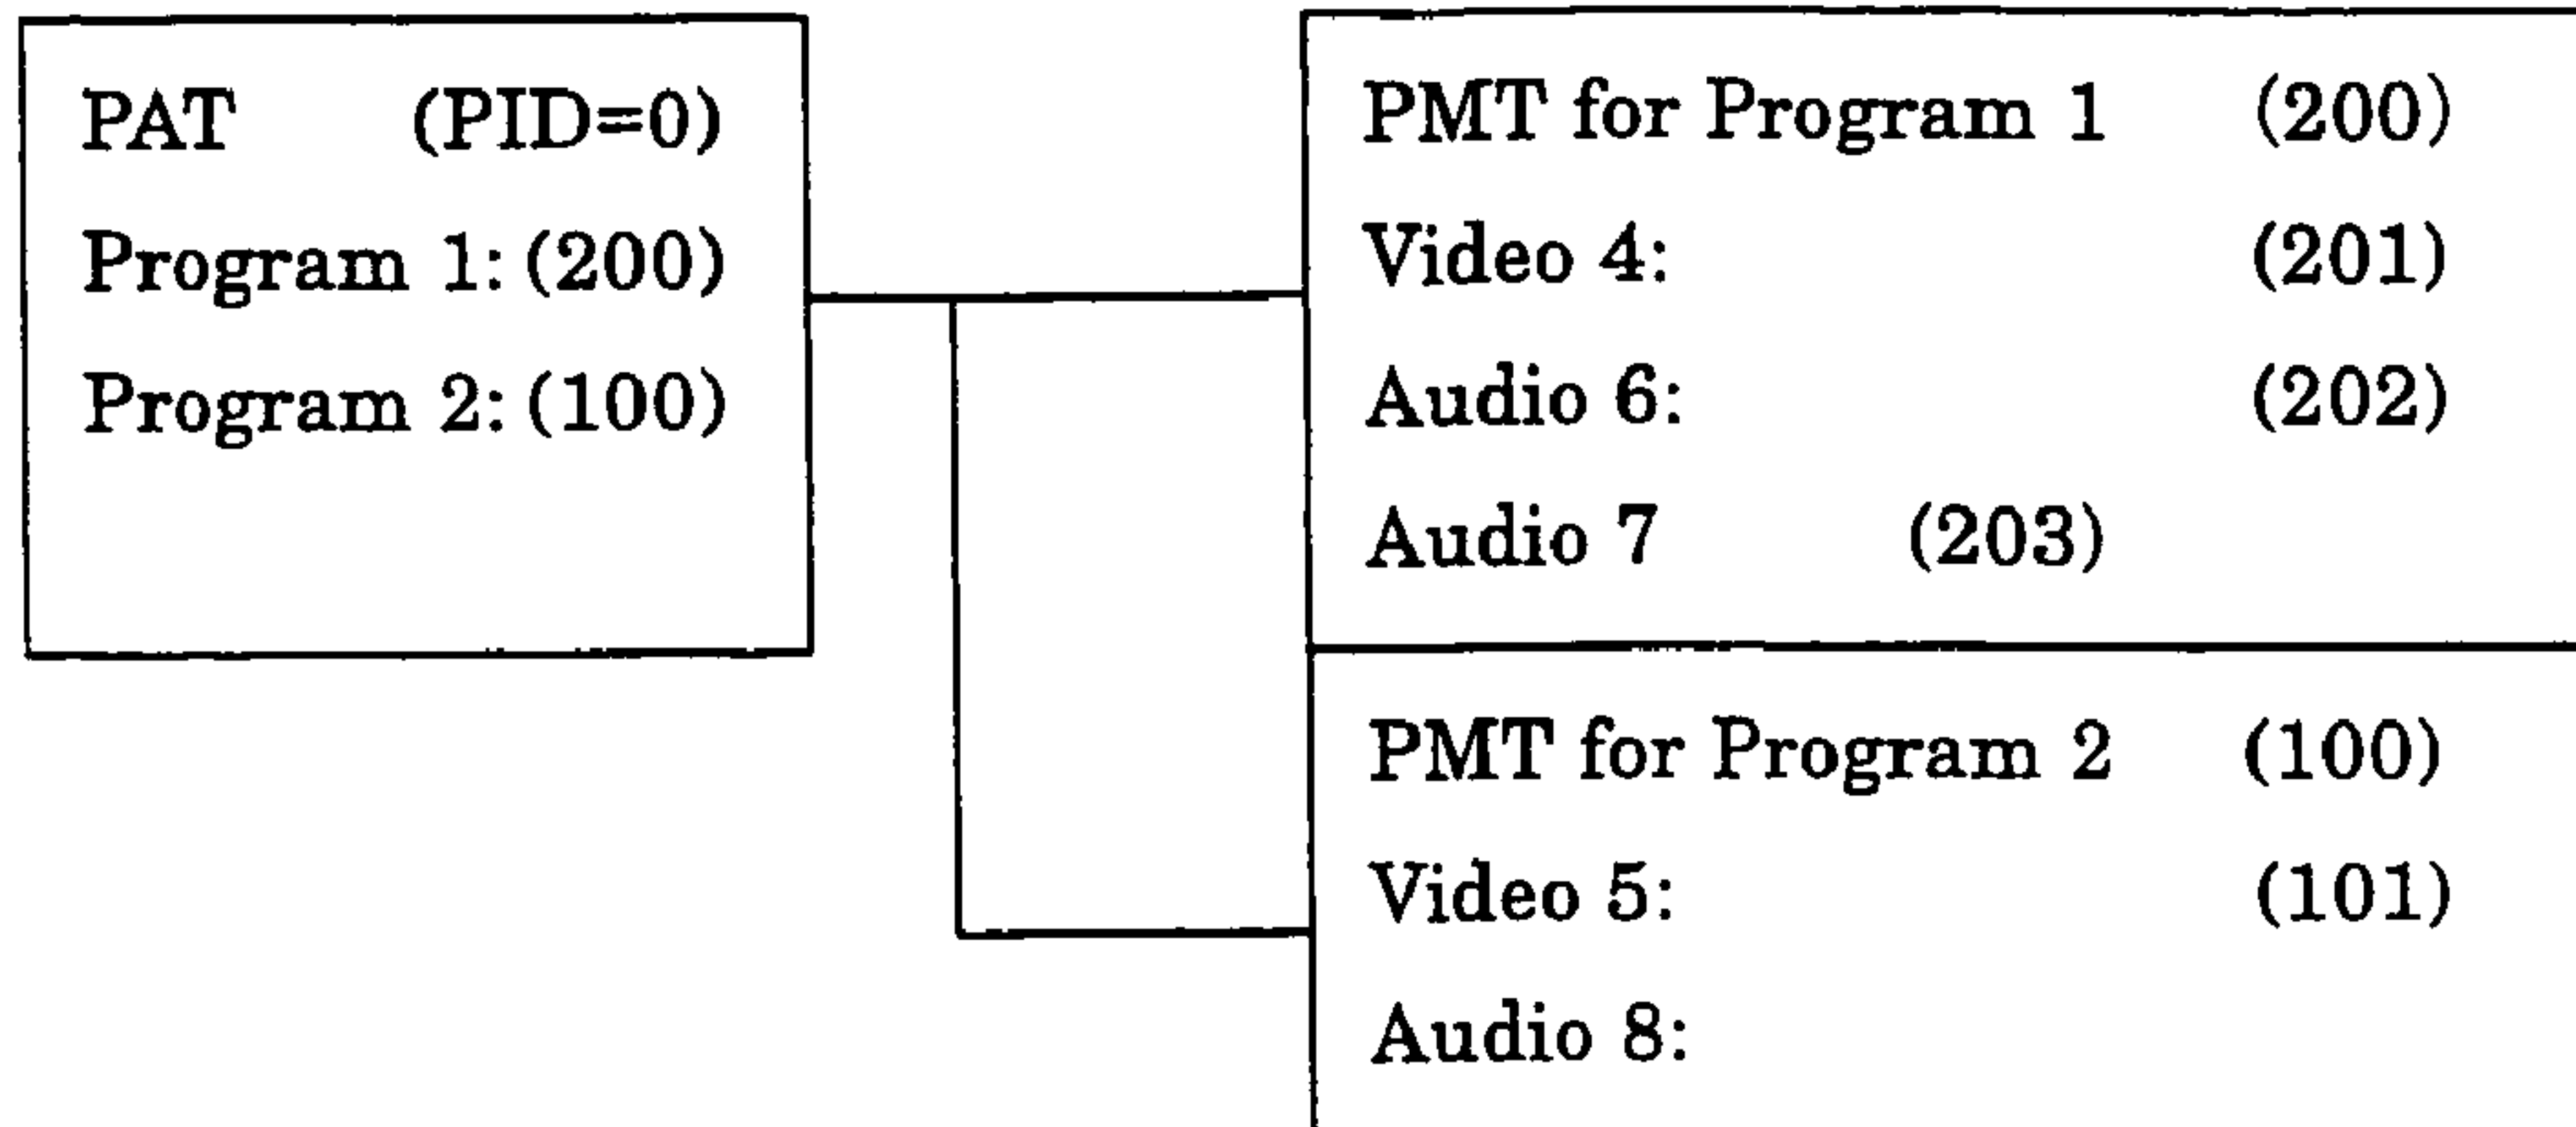 PAT (PID=0)
Program 1: (200)
Program 2: (100)
PMT for Program 1 (200)
Video 4: (201)
Audio 6: (202)
Audio 7 (203)
PMT for Program 2 (100)
Video 5: (101)
Audio 8: